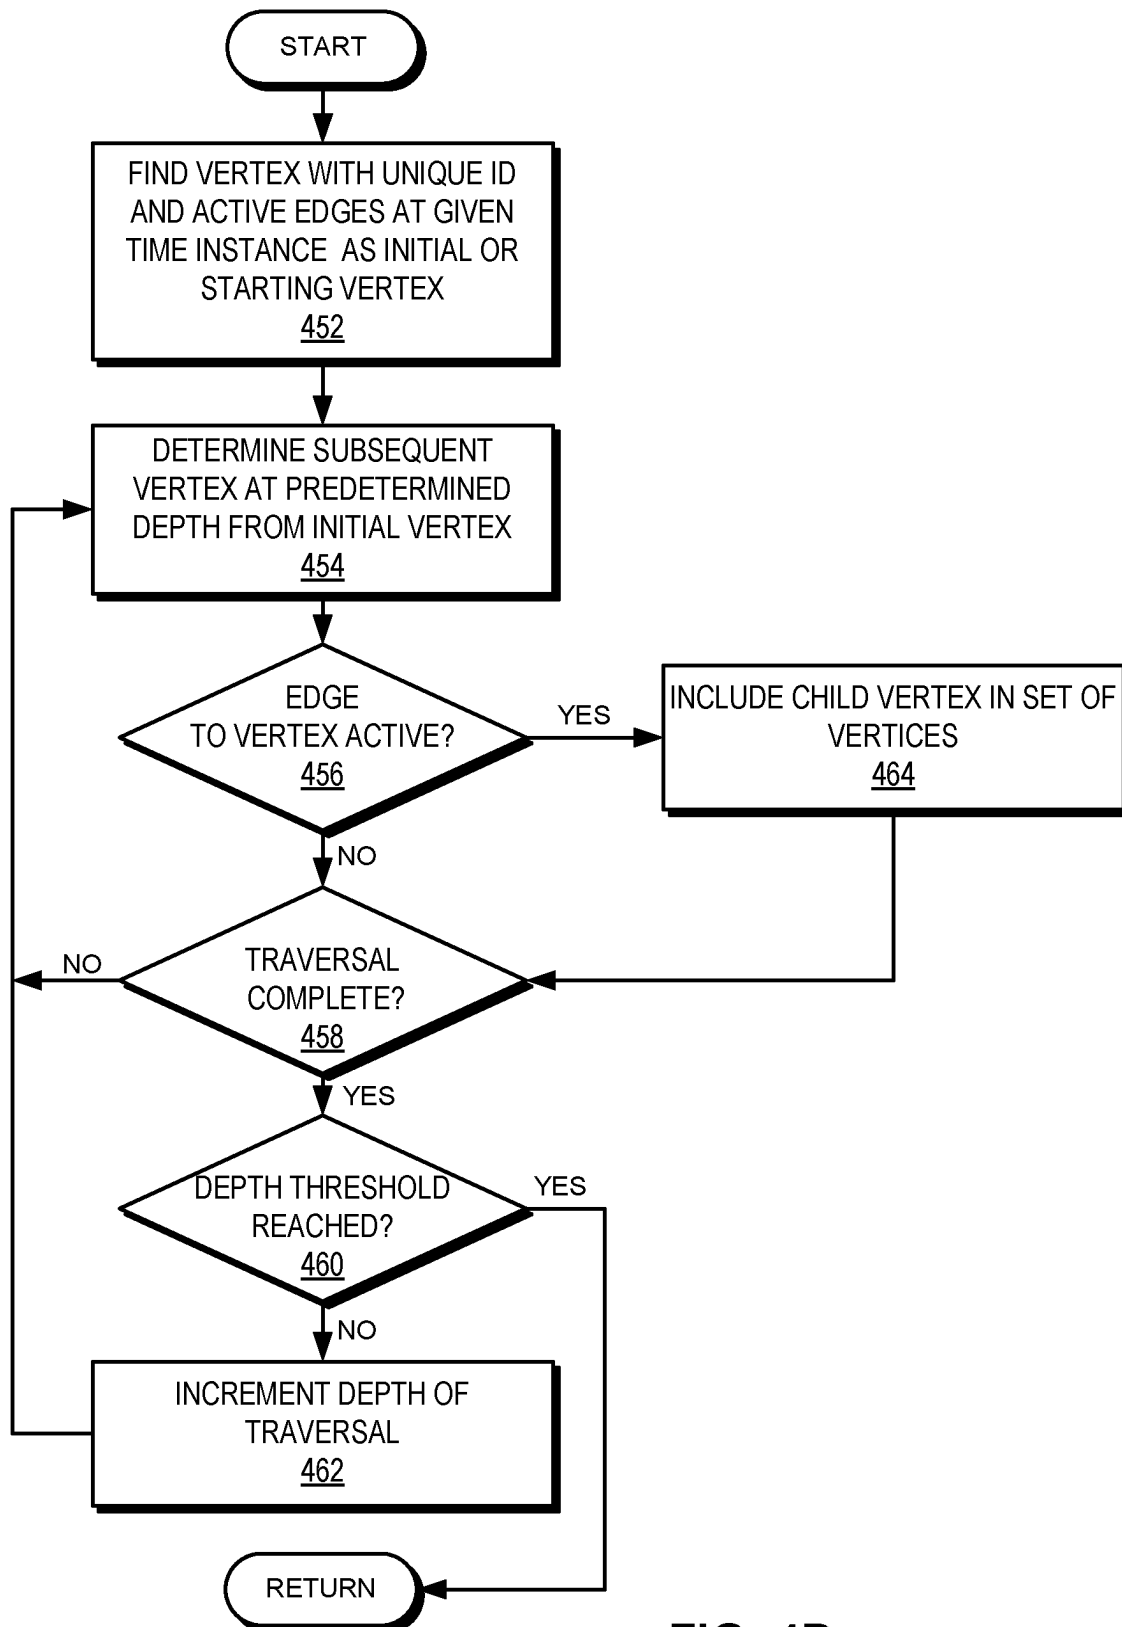 START
FIND VERTEX WITH UNIQUE ID
AND ACTIVE EDGES AT GIVEN
TIME INSTANCE AS INITIAL OR
STARTING VERTEX
452
DETERMINE SUBSEQUENT
VERTEX AT PREDETERMINED
DEPTH FROM INITIAL VERTEX
454
EDGE
TO VERTEX ACTIVE?
456
YES
INCLUDE CHILD VERTEX IN SET OF
VERTICES
464
NO
TRAVERSAL
COMPLETE?
458
NO
YES
DEPTH THRESHOLD
REACHED?
460
YES
NO
INCREMENT DEPTH OF
TRAVERSAL
462
RETURN